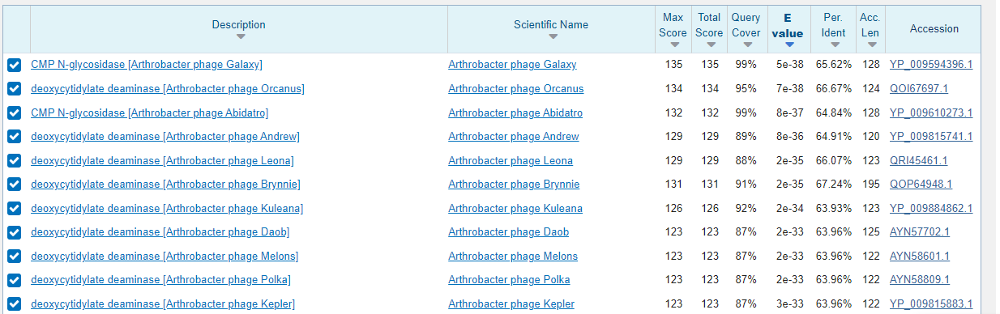 Description Scientific Name Max Score Total Score Query Cover E value Per. Ident Acc. Len Accession
CMP N-glycosidase [Arthrobacter phage Galaxy] Arthrobacter phage Galaxy 135 135 99% 5e-38 65.62% 128 YP_009594396.1
deoxycytidylate deaminase [Arthrobacter phage Orcanus] Arthrobacter phage Orcanus 134 134 95% 7e-38 66.67% 124 QOI67697.1
CMP N-glycosidase [Arthrobacter phage Abidatro] Arthrobacter phage Abidatro 132 132 99% 8e-37 64.84% 128 YP_009610273.1
deoxycytidylate deaminase [Arthrobacter phage Andrew] Arthrobacter phage Andrew 129 129 89% 8e-36 64.91% 120 YP_009815741.1
deoxycytidylate deaminase [Arthrobacter phage Leona] Arthrobacter phage Leona 129 129 88% 2e-35 66.07% 123 QRI45461.1
deoxycytidylate deaminase [Arthrobacter phage Brynnie] Arthrobacter phage Brynnie 131 131 91% 2e-35 67.24% 195 QOP64948.1
deoxycytidylate deaminase [Arthrobacter phage Kuleana] Arthrobacter phage Kuleana 126 126 92% 2e-34 63.93% 123 YP_009884862.1
deoxycytidylate deaminase [Arthrobacter phage Daob] Arthrobacter phage Daob 123 123 87% 2e-33 63.96% 125 AYN57702.1
deoxycytidylate deaminase [Arthrobacter phage Melons] Arthrobacter phage Melons 123 123 87% 2e-33 63.96% 122 AYN58601.1
deoxycytidylate deaminase [Arthrobacter phage Polka] Arthrobacter phage Polka 123 123 87% 2e-33 63.96% 122 AYN58809.1
deoxycytidylate deaminase [Arthrobacter phage Kepler] Arthrobacter phage Kepler 123 123 87% 3e-33 63.96% 122 YP_009815883.1